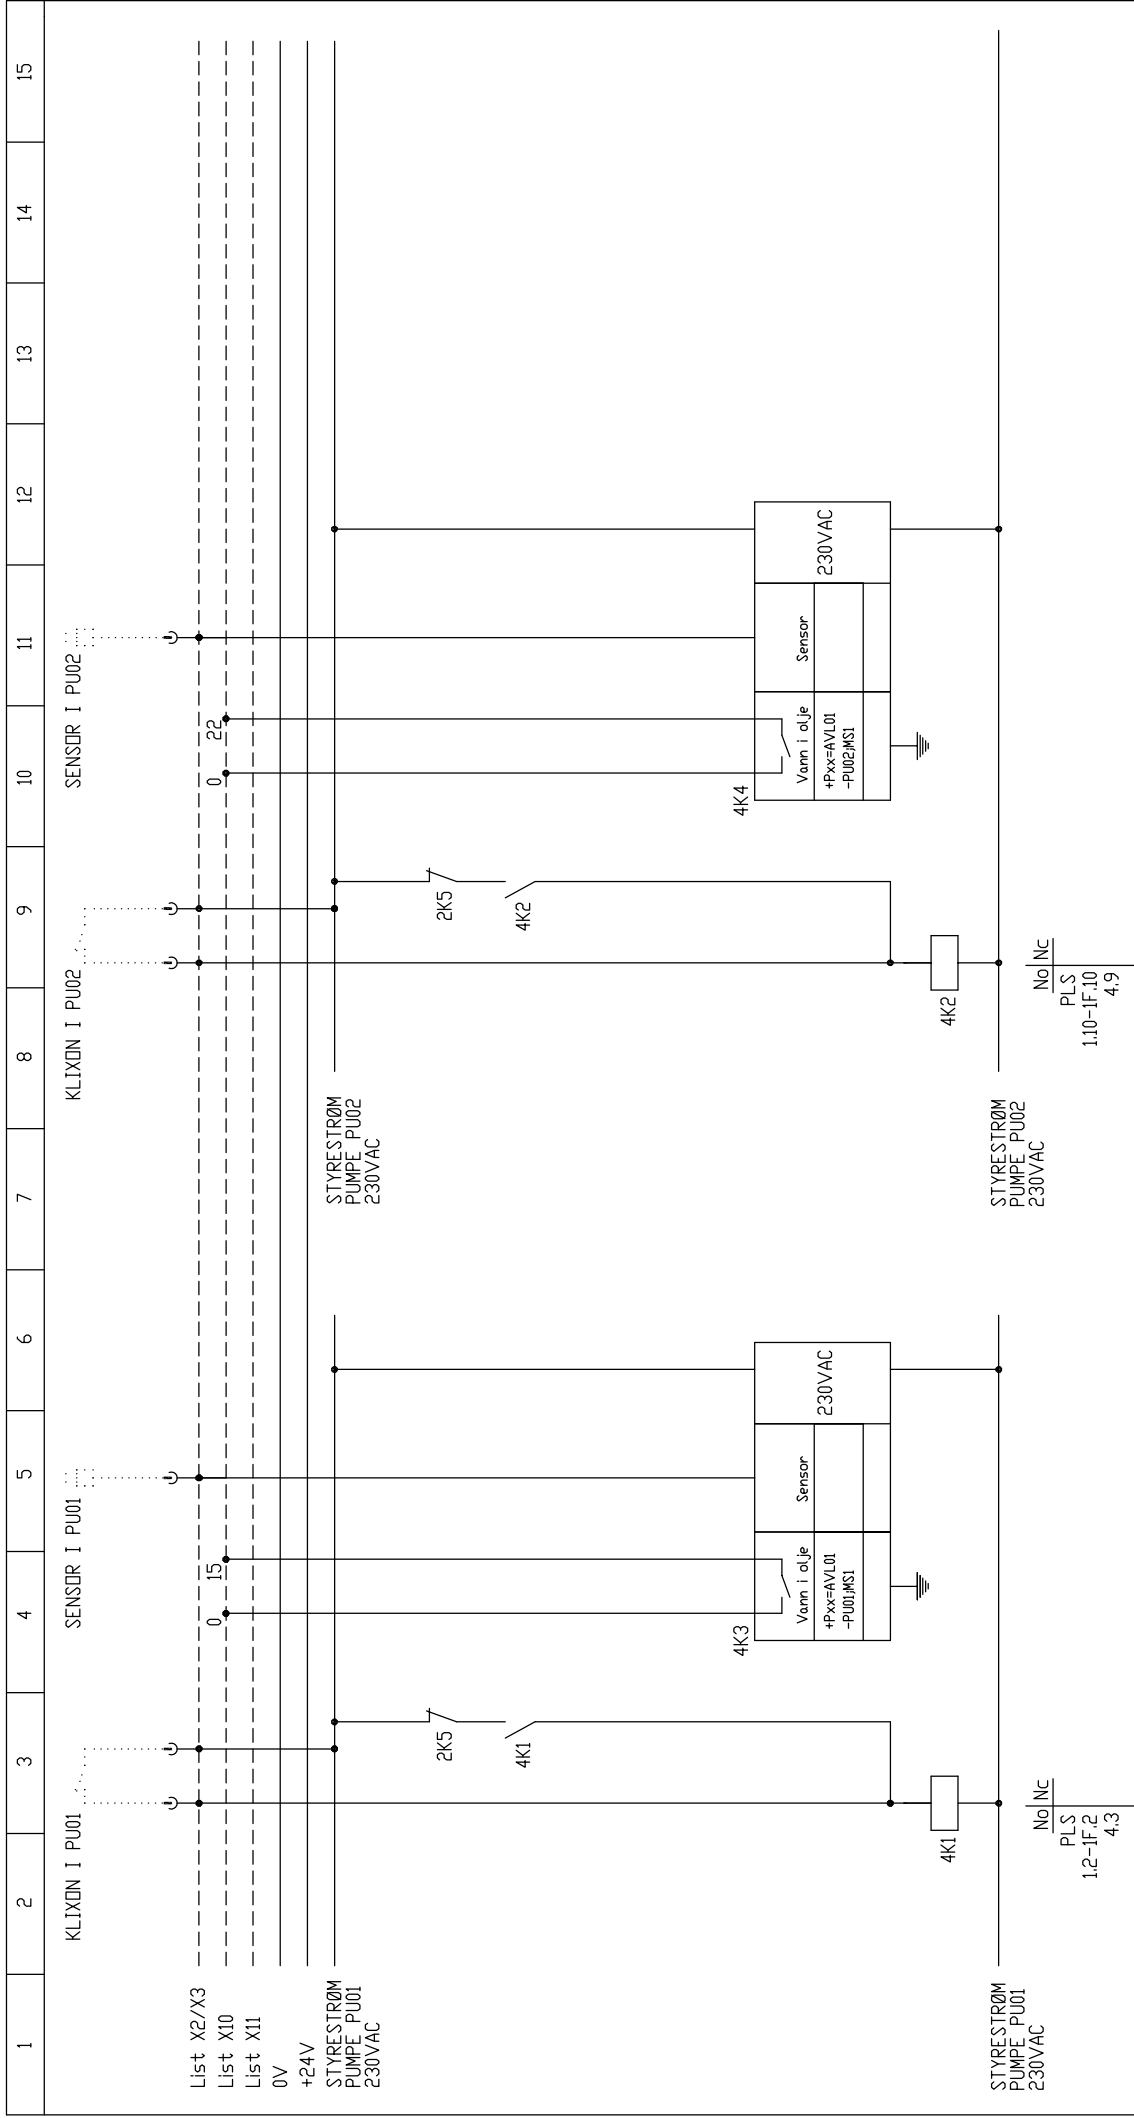 1 2 3 4 5 6 7 8 9 10 11 12 13 14 15
KLIXON I PU01
SENSOR I PU01
KLIXON I PU02
SENSOR I PU02
List X2/X3
List X10
0
15
0
22
List X11
0V
+24V
STYRESTRØM
PUMPE PU01
230VAC
STYRESTRØM
PUMPE PU02
230VAC
2K5
4K1
2K5
4K2
4K3
Vann i olje
+Pxx=AVL01
-PU01;MS1
Sensor
230VAC
4K4
Vann i olje
+Pxx=AVL01
-PU02;MS1
Sensor
230VAC
4K1
4K2
STYRESTRØM
PUMPE PU01
230VAC
STYRESTRØM
PUMPE PU02
230VAC
No Nc
PLS
1.2-1F.2
4.3
No Nc
PLS
1.10-1F.10
4.9